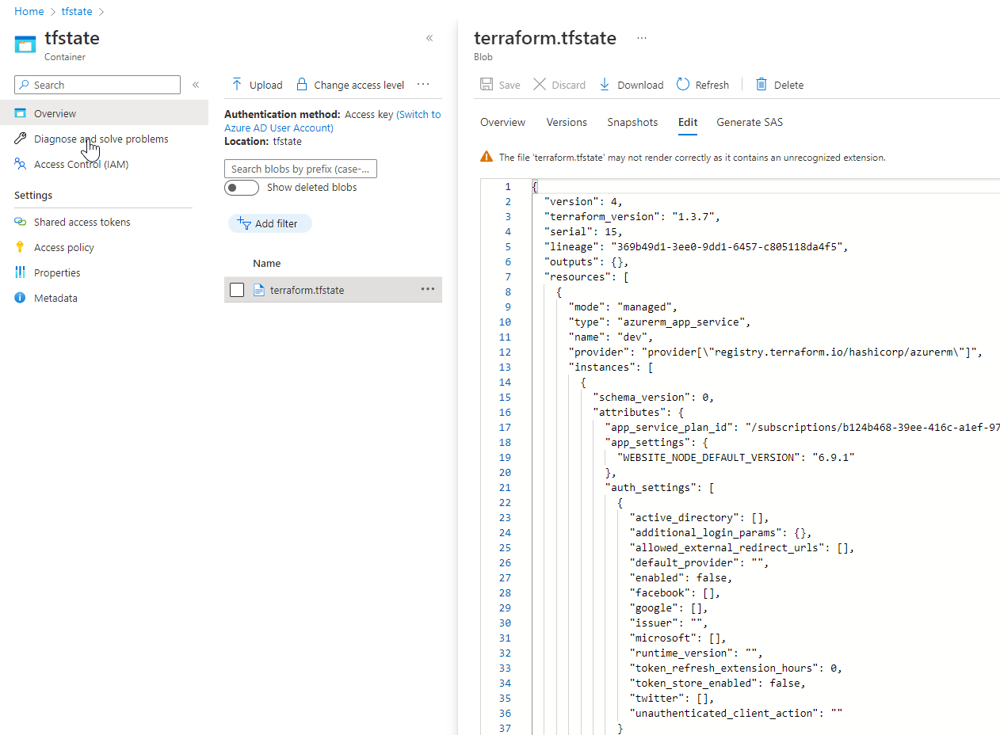 Home > tfstate >
tfstate
Container
«
Search
«
Overview
Diagnose and solve problems
Access Control (IAM)
Settings
Shared access tokens
Access policy
Properties
Metadata
Upload
Change access level
...
Authentication method: Access key (Switch to
Azure AD User Account)
Location: tfstate
Search blobs by prefix (case-...
Show deleted blobs
Add filter
Name
terraform.tfstate
...
terraform.tfstate
...
Blob
Save
Discard
Download
Refresh
Delete
Overview
Versions
Snapshots
Edit
Generate SAS
The file 'terraform.tfstate' may not render correctly as it contains an unrecognized extension.
1 {
2 "version": 4,
3 "terraform_version": "1.3.7",
4 "serial": 15,
5 "lineage": "369b49d1-3ee0-9dd1-6457-c805118da4f5",
6 "outputs": {},
7 "resources": [
8 {
9 "mode": "managed",
10 "type": "azurerm_app_service",
11 "name": "dev",
12 "provider": "provider[\"registry.terraform.io/hashicorp/azurerm\"]",
13 "instances": [
14 {
15 "schema_version": 0,
16 "attributes": {
17 "app_service_plan_id": "/subscriptions/b124b468-39ee-416c-a1ef-97
18 "app_settings": {
19 "WEBSITE_NODE_DEFAULT_VERSION": "6.9.1"
20 },
21 "auth_settings": [
22 {
23 "active_directory": [],
24 "additional_login_params": {},
25 "allowed_external_redirect_urls": [],
26 "default_provider": "",
27 "enabled": false,
28 "facebook": [],
29 "google": [],
30 "issuer": "",
31 "microsoft": [],
32 "runtime_version": "",
33 "token_refresh_extension_hours": 0,
34 "token_store_enabled": false,
35 "twitter": [],
36 "unauthenticated_client_action": ""
37 }